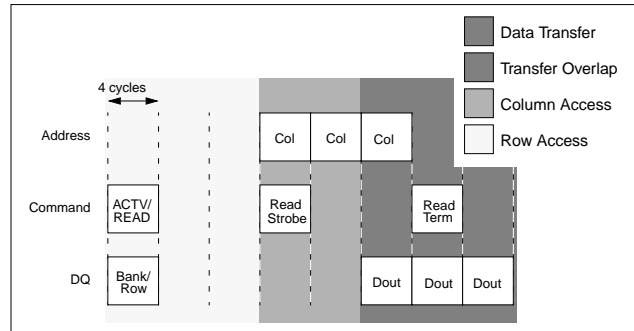 Data Transfer
Transfer Overlap
Column Access
Row Access
4 cycles
Address
Col
Col
Col
Command
ACTV/
READ
Read
Strobe
Read
Term
DQ
Bank/
Row
Dout
Dout
Dout